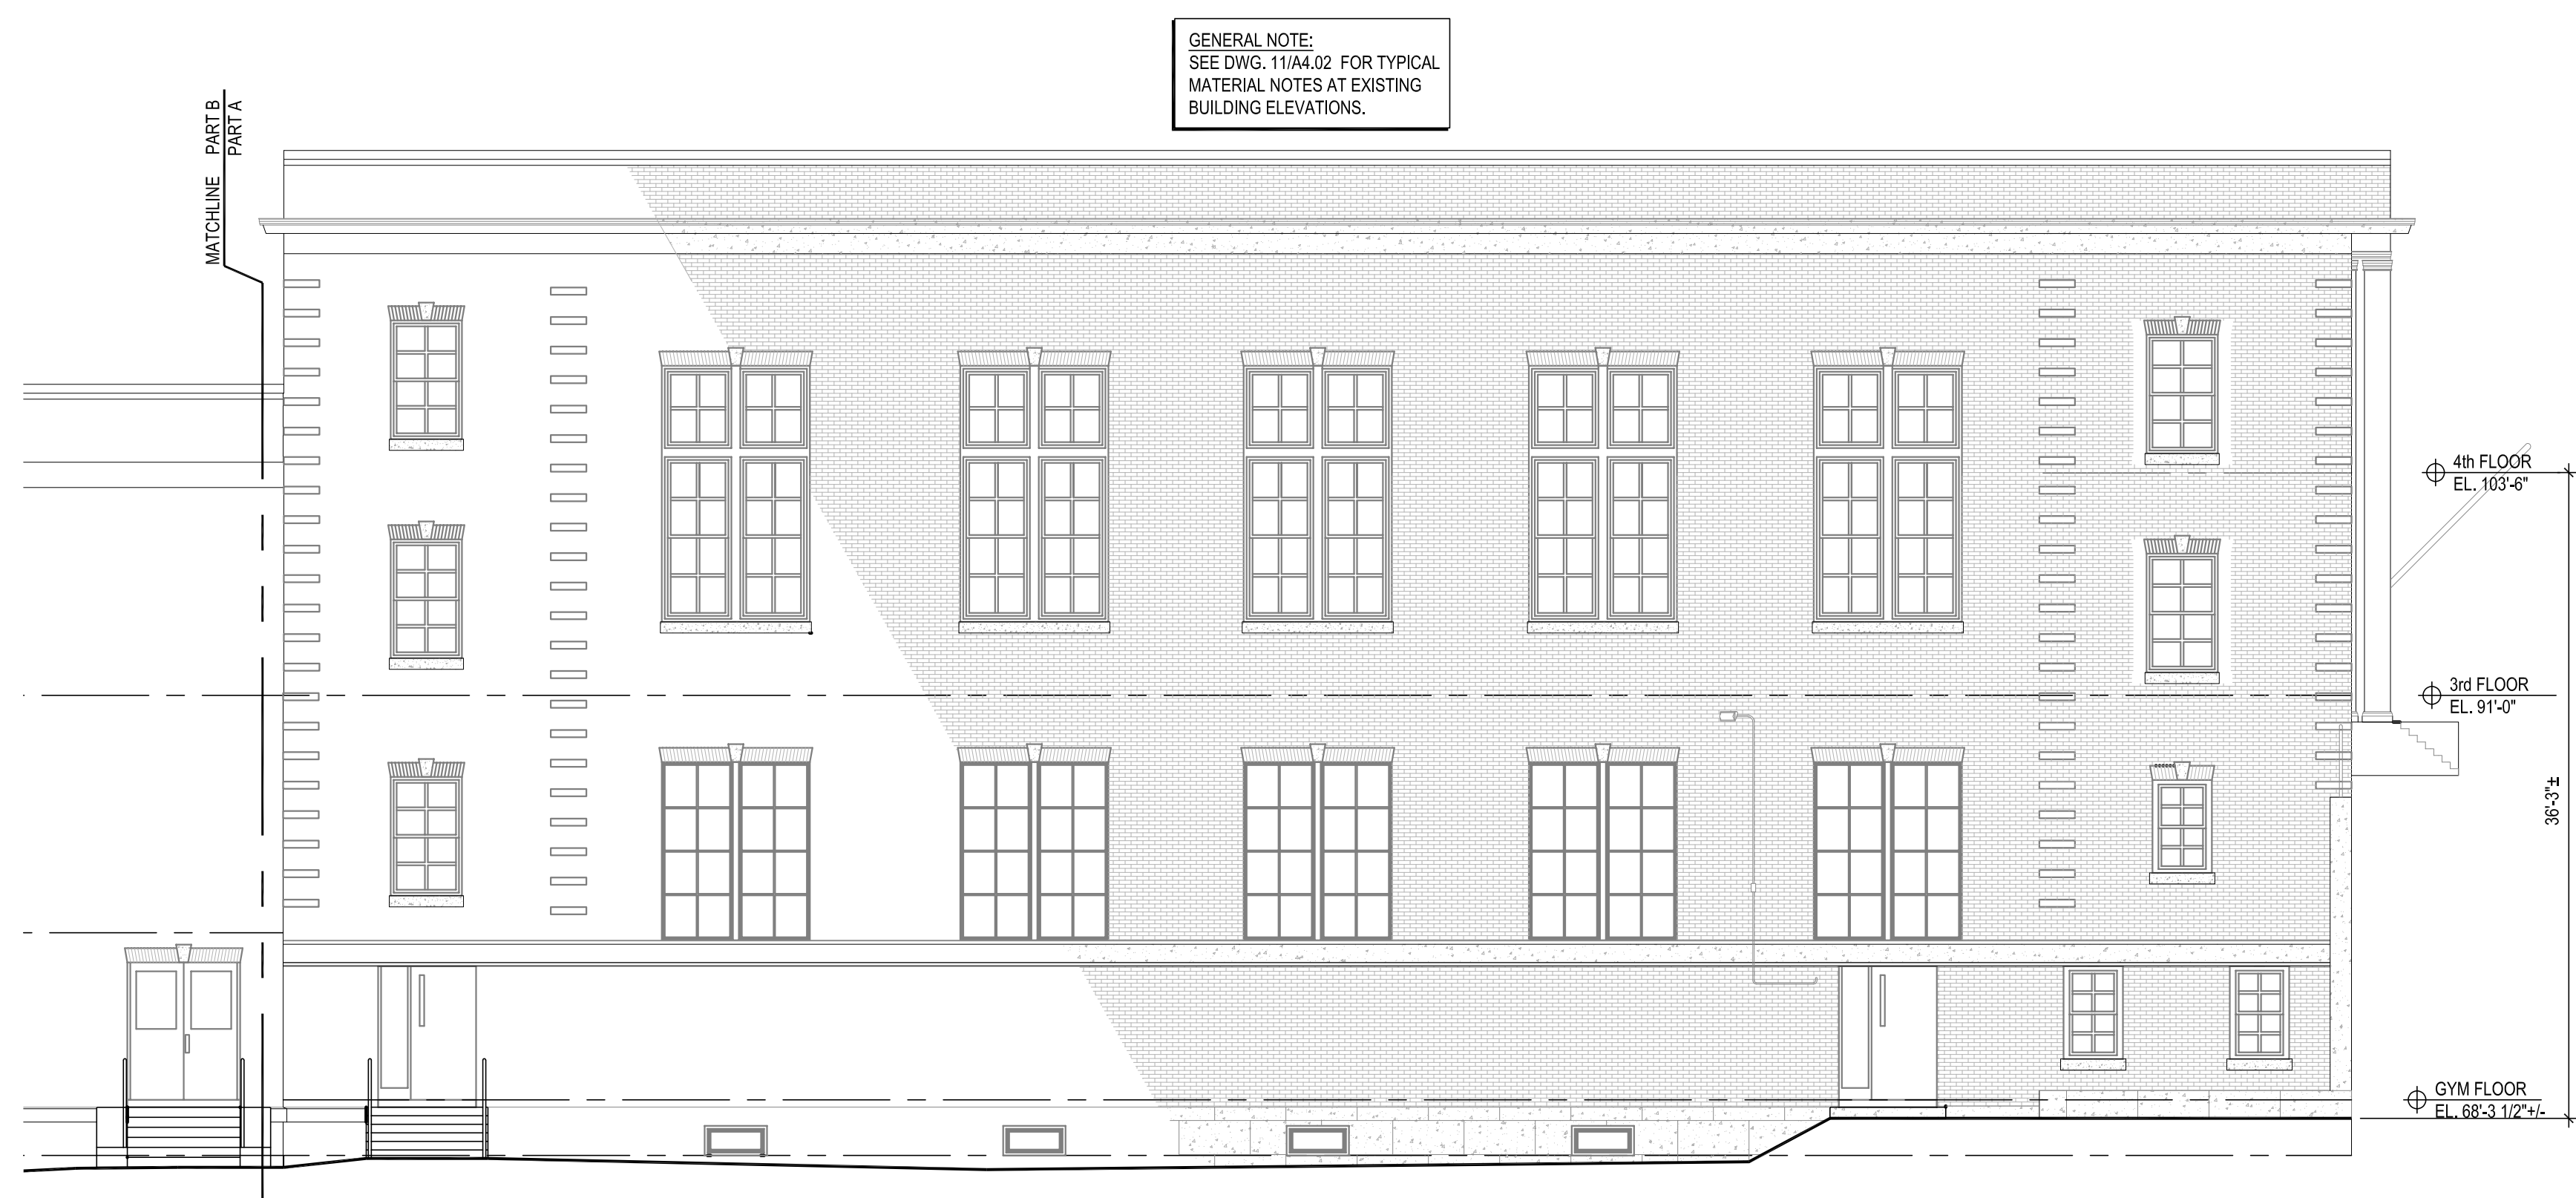 GENERAL NOTE:
SEE DWG. 11/A4.02 FOR TYPICAL
MATERIAL NOTES AT EXISTING
BUILDING ELEVATIONS.
MATCHLINE PART B
PART A
4th FLOOR
EL. 103'-6"
3rd FLOOR
EL. 91'-0"
36'-3"±
GYM FLOOR
EL. 68'-3 1/2"+/-